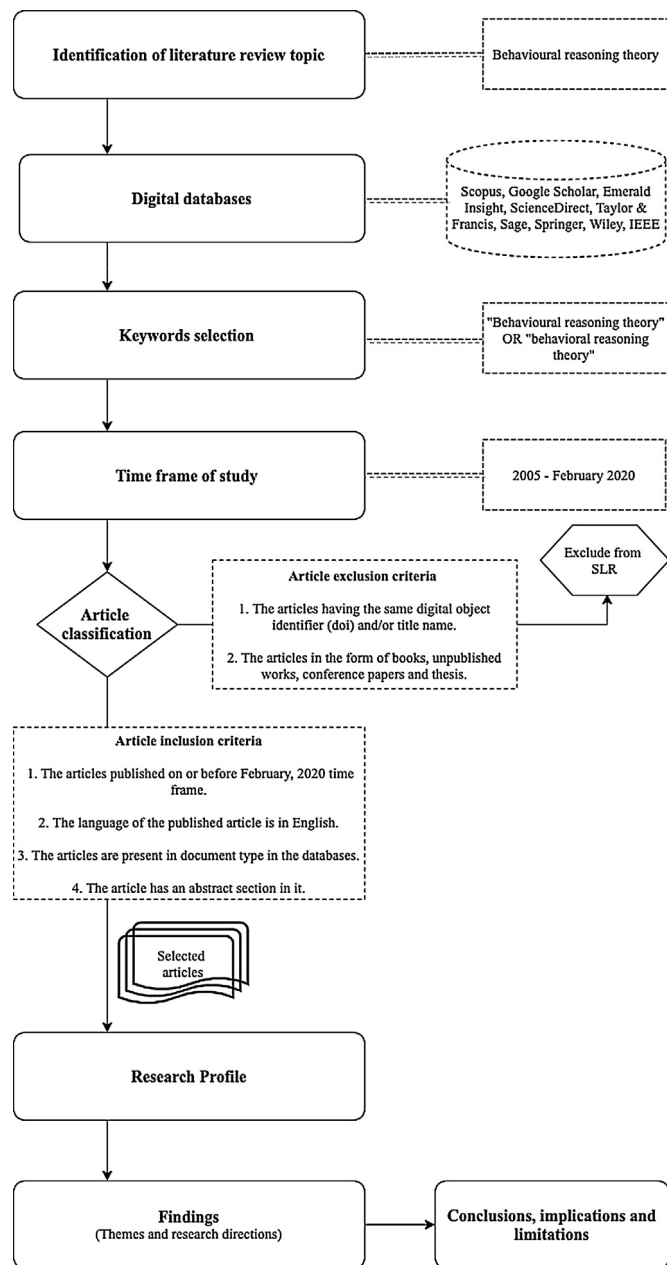 Identification of literature review topic
Behavioural reasoning theory
Digital databases
Scopus, Google Scholar, Emerald
Insight, ScienceDirect, Taylor &
Francis, Sage, Springer, Wiley, IEEE
Keywords selection
"Behavioural reasoning theory"
OR "behavioral reasoning
theory"
Time frame of study
2005 - February 2020
Article
classification
Article exclusion criteria
1. The articles having the same digital object
identifier (doi) and/or title name.
2. The articles in the form of books, unpublished
works, conference papers and thesis.
Exclude from
SLR
Article inclusion criteria
1. The articles published on or before February, 2020 time
frame.
2. The language of the published article is in English.
3. The articles are present in document type in the databases.
4. The article has an abstract section in it.
Selected
articles
Research Profile
Findings
(Themes and research directions)
Conclusions, implications and
limitations